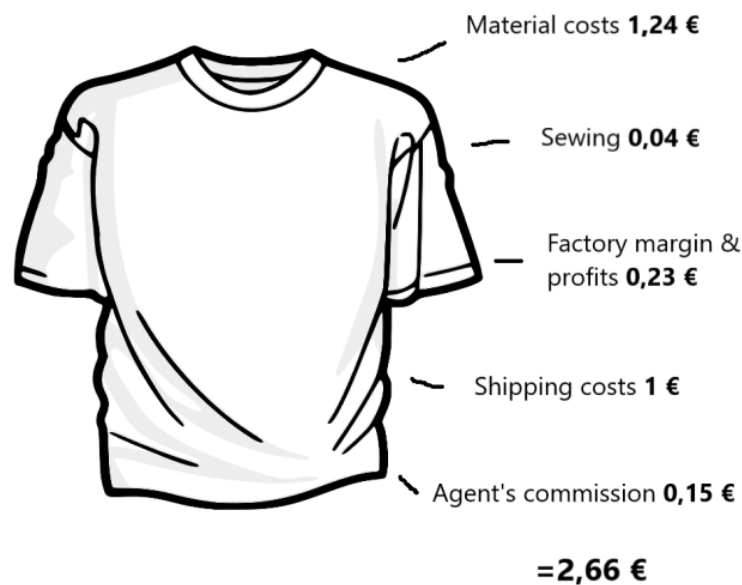 Material costs 1,24 €
Sewing 0,04 €
Factory margin &
profits 0,23 €
Shipping costs 1 €
Agent's commission 0,15 €
=2,66 €